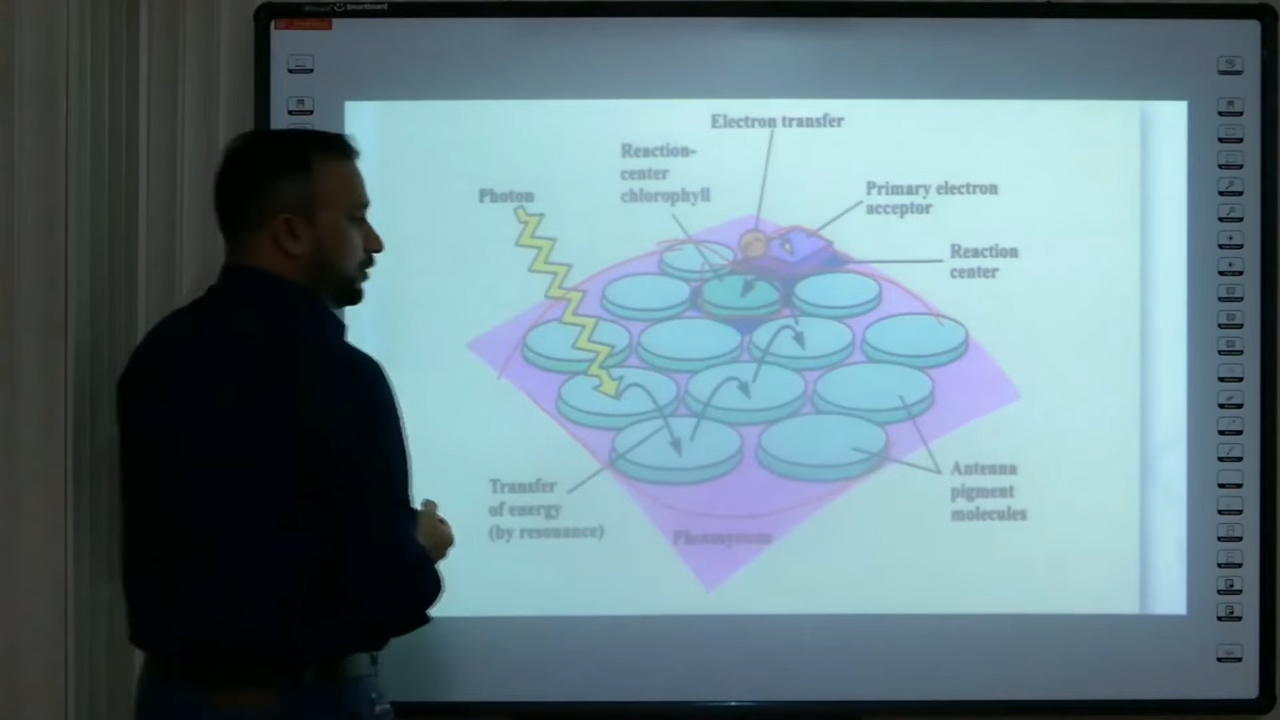 Smartboard
Electron transfer
Reaction-
center
chlorophyll
Photon
Primary electron
acceptor
Reaction
center
Transfer
of energy
(by resonance)
Antenna
pigment
molecules
Photosystem